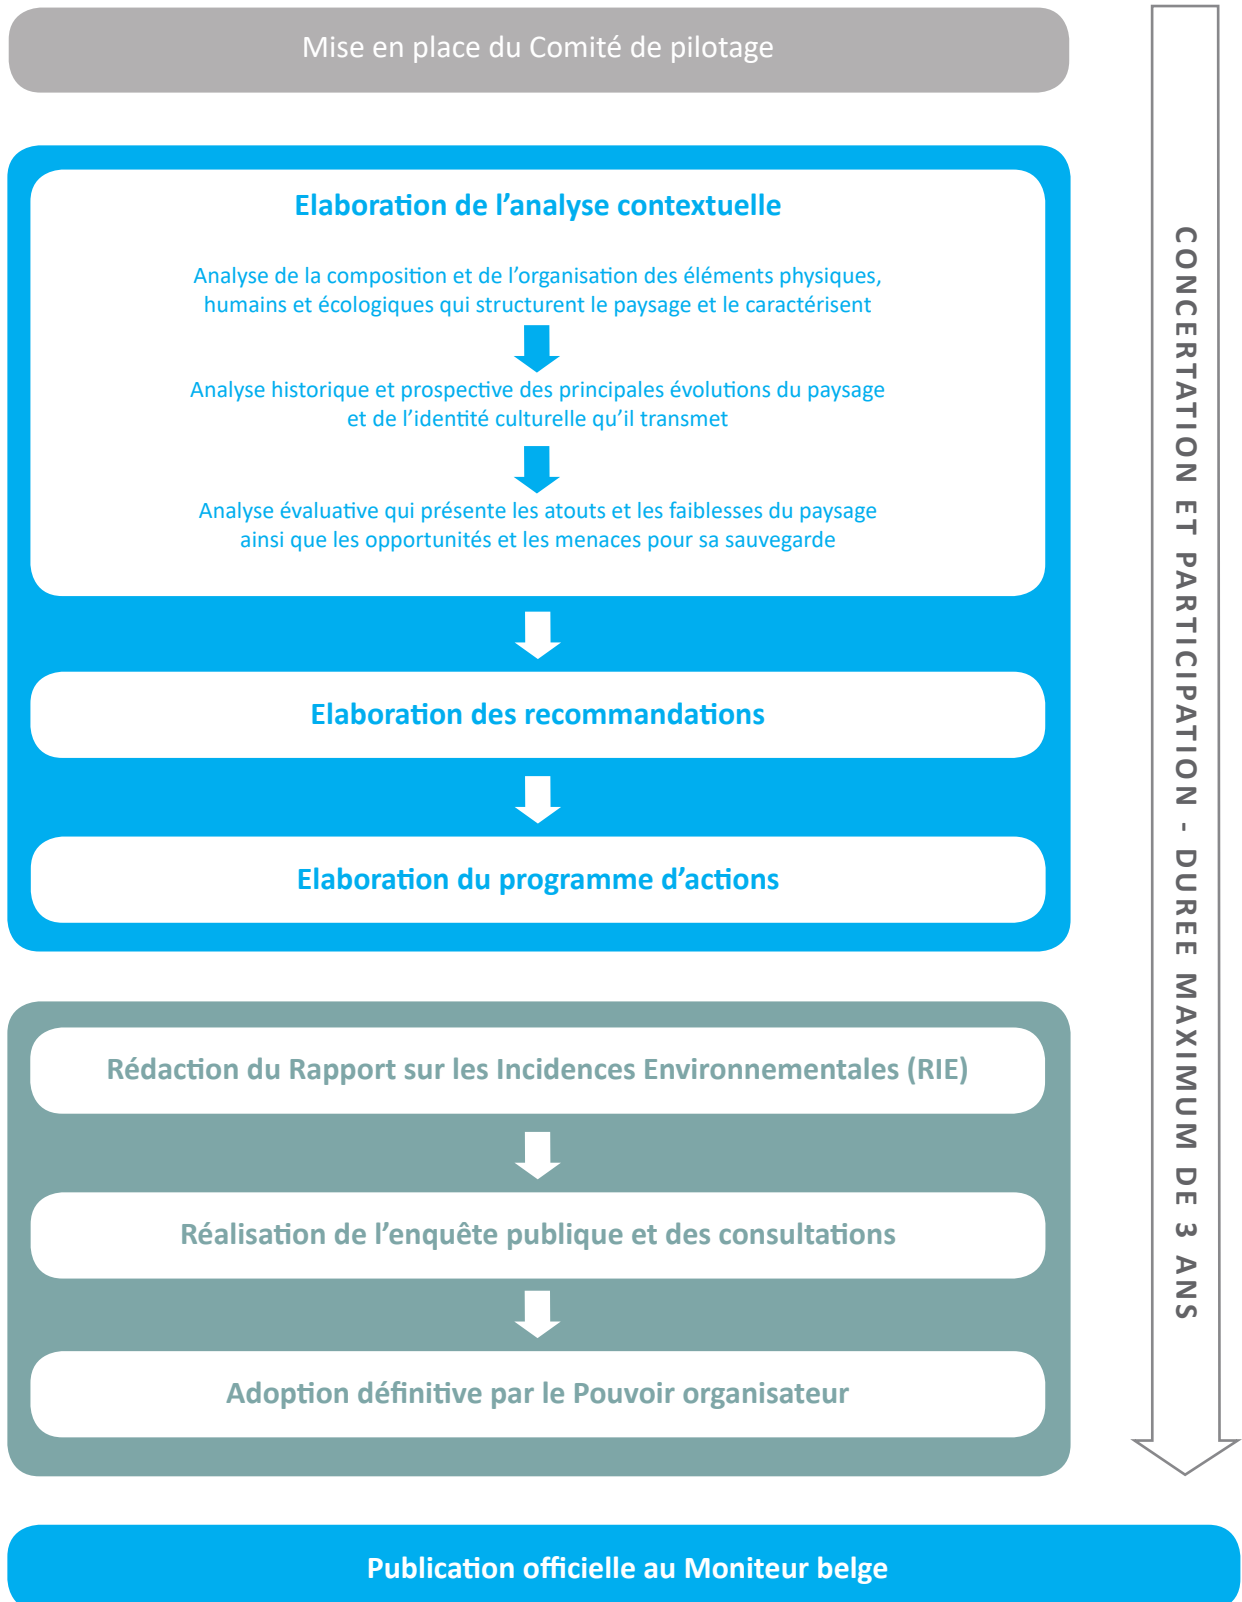 Mise en place du Comité de pilotage
Elaboration de l’analyse contextuelle
Analyse de la composition et de l’organisation des éléments physiques,
humains et écologiques qui structurent le paysage et le caractérisent
Analyse historique et prospective des principales évolutions du paysage
et de l’identité culturelle qu’il transmet
Analyse évaluative qui présente les atouts et les faiblesses du paysage
ainsi que les opportunités et les menaces pour sa sauvegarde
Elaboration des recommandations
Elaboration du programme d’actions
Rédaction du Rapport sur les Incidences Environnementales (RIE)
Réalisation de l’enquête publique et des consultations
Adoption définitive par le Pouvoir organisateur
CONCERTATION ET PARTICIPATION - DUREE MAXIMUM DE 3 ANS
Publication officielle au Moniteur belge